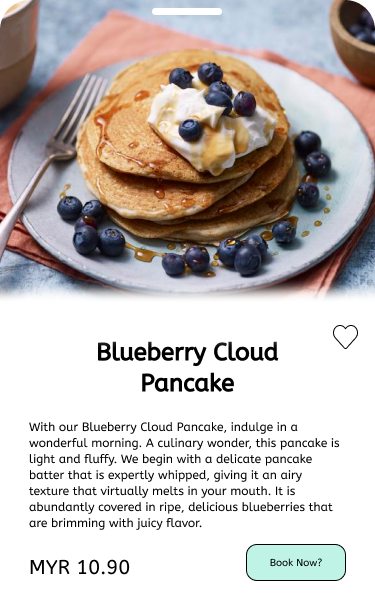 Blueberry Cloud
Pancake
With our Blueberry Cloud Pancake, indulge in a
wonderful morning. A culinary wonder, this pancake is
light and fluffy. We begin with a delicate pancake
batter that is expertly whipped, giving it an airy
texture that virtually melts in your mouth. It is
abundantly covered in ripe, delicious blueberries that
are brimming with juicy flavor.
MYR 10.90
Book Now?